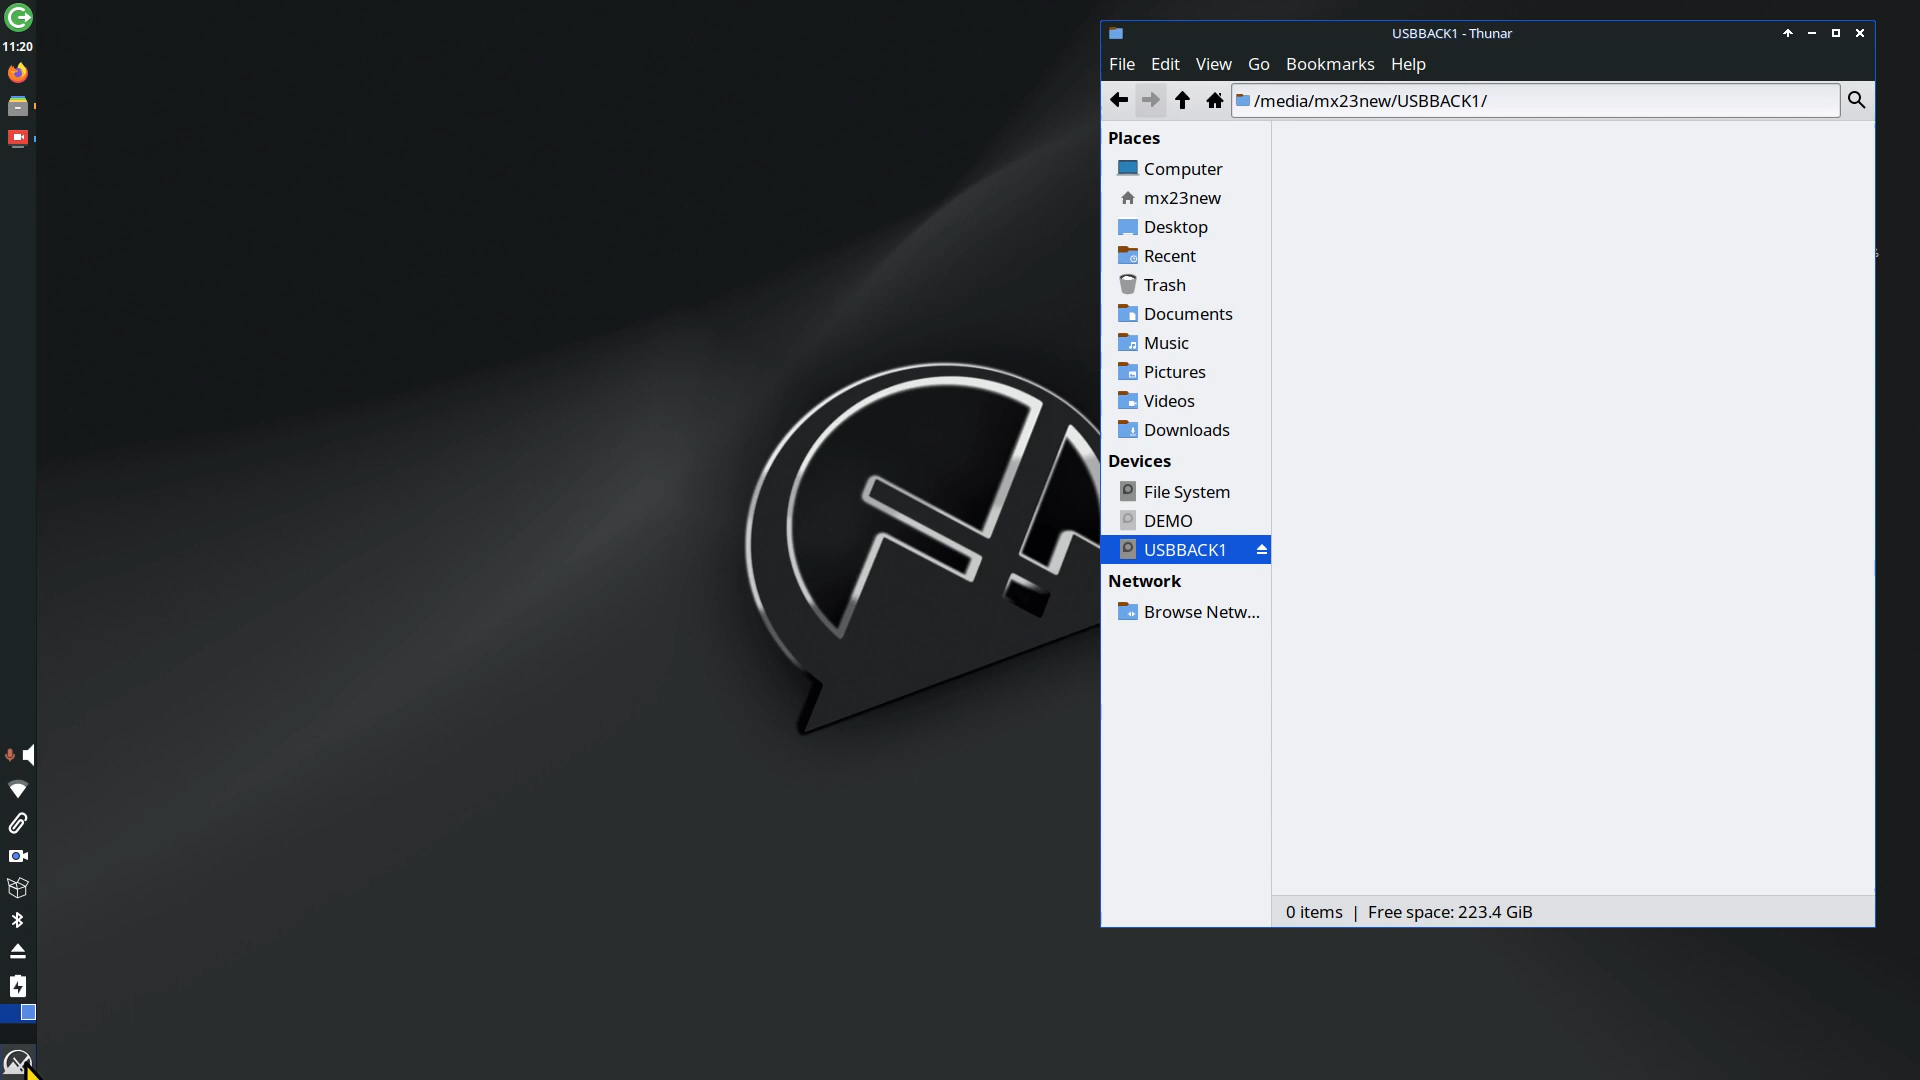 11:20
USBBACK1 - Thunar
File Edit View Go Bookmarks Help
/media/mx23new/USBBACK1/
Places
Computer
mx23new
Desktop
Recent
Trash
Documents
Music
Pictures
Videos
Downloads
Devices
File System
DEMO
USBBACK1
Network
Browse Netw...
0 items | Free space: 223.4 GiB